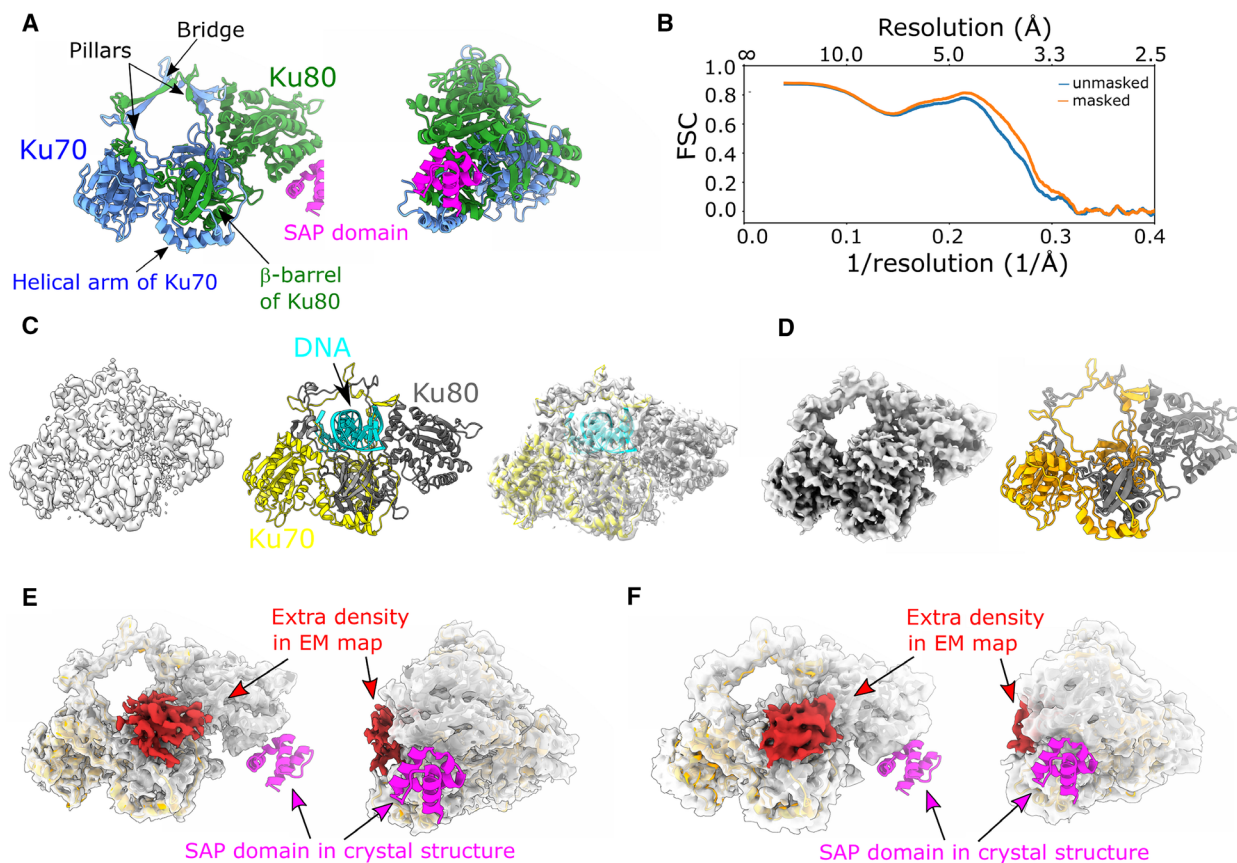 A
Bridge
Pillars
Ku80
Ku70
SAP domain
Helical arm of Ku70
β-barrel
of Ku80
B
Resolution (Å)
∞ 10.0 5.0 3.3 2.5
1.0
0.8
0.6
0.4
0.2
0.0
FSC
unmasked
masked
0.0 0.1 0.2 0.3 0.4
1/resolution (1/Å)
C
DNA
Ku80
Ku70
D
E
Extra density
in EM map
SAP domain in crystal structure
F
Extra density
in EM map
SAP domain in crystal structure